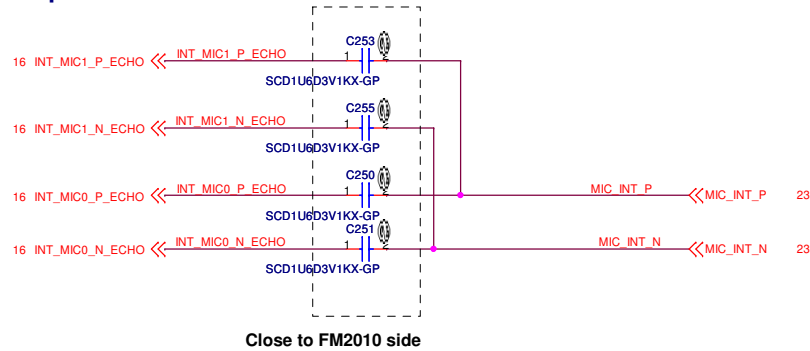 C253
16 INT_MIC1_P_ECHO INT_MIC1_P_ECHO 1
SCD1U6D3V1KX-GP
C255
16 INT_MIC1_N_ECHO INT_MIC1_N_ECHO 1
SCD1U6D3V1KX-GP
C250
16 INT_MIC0_P_ECHO INT_MIC0_P_ECHO 1 MIC_INT_P MIC_INT_P 23
SCD1U6D3V1KX-GP
C251
16 INT_MIC0_N_ECHO INT_MIC0_N_ECHO 1 MIC_INT_N MIC_INT_N 23
SCD1U6D3V1KX-GP
Close to FM2010 side